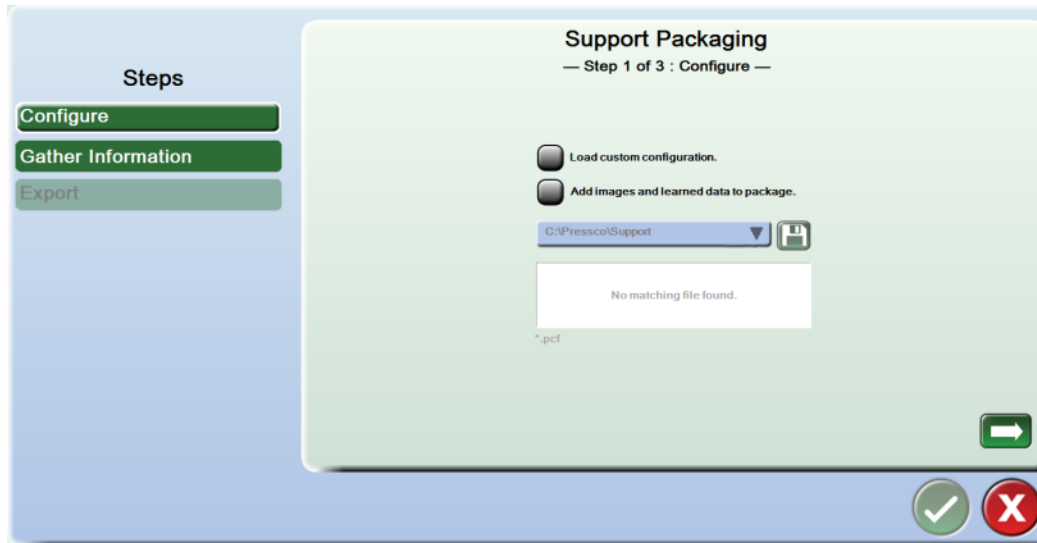 Steps
Configure
Gather Information
Export
Support Packaging
— Step 1 of 3 : Configure —
Load custom configuration.
Add images and learned data to package.
C:\Pressco\Support
No matching file found.
*.pcf